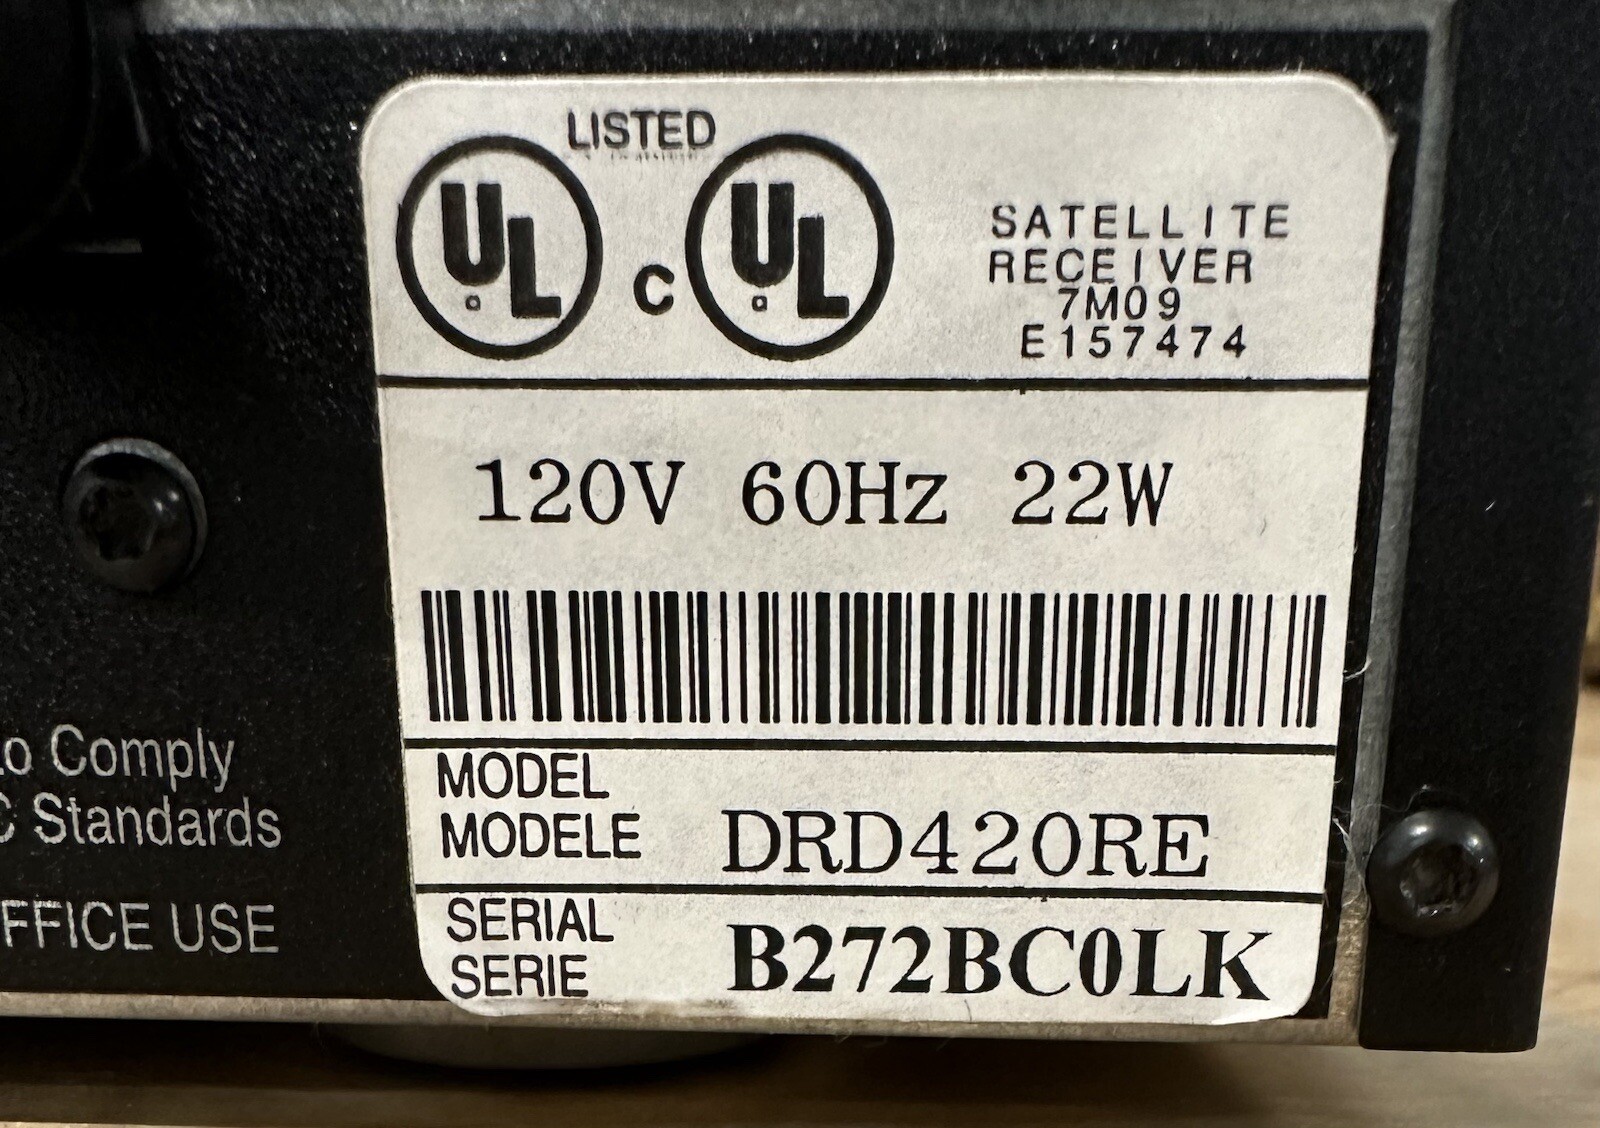 LISTED
UL C UL
SATELLITE
RECEIVER
7M09
E157474
120V 60Hz 22W
MODEL
MODELE DRD420RE
SERIAL
SERIE B272BC0LK
Comply
Standards
USE